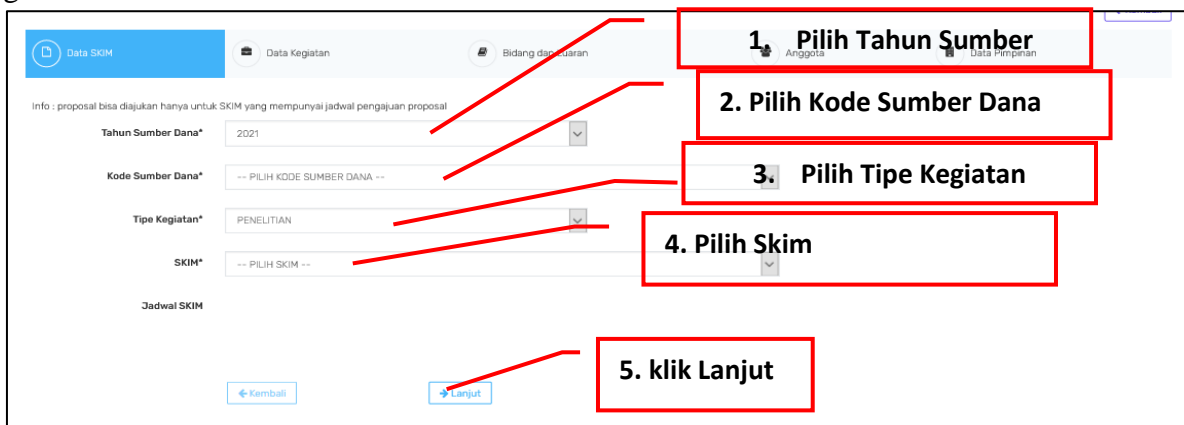 1. Pilih Tahun Sumber
Data SKIM
Data Kegiatan
Bidang dan Luaran
Anggota
Data Pimpinan
2. Pilih Kode Sumber Dana
Info : proposal bisa diajukan hanya untuk SKIM yang mempunyai jadwal pengajuan proposal
Tahun Sumber Dana* 2021
3. Pilih Tipe Kegiatan
Kode Sumber Dana* -- PILIH KODE SUMBER DANA --
Tipe Kegiatan* PENELITIAN
4. Pilih Skim
SKIM* -- PILIH SKIM --
Jadwal SKIM
5. klik Lanjut
Kembali
Lanjut